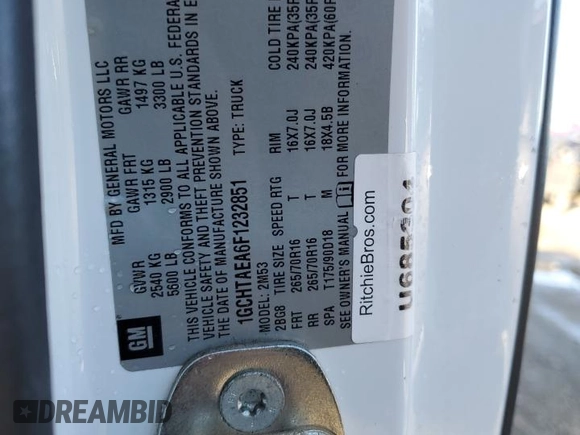 MFD BY GENERAL MOTORS LLC
GVWR GAWR FRT GAWR RR
2540 KG 1315 KG 1497 KG
5600 LB 2900 LB 3300 LB
THIS VEHICLE CONFORMS TO ALL APPLICABLE U.S. FEDERA
VEHICLE SAFETY AND THEFT PREVENTION STANDARDS IN E
THE DATE OF MANUFACTURE SHOWN ABOVE.
1GCHTAEA6F1232851 TYPE: TRUCK
MODEL: 2M53
2BC8 TIRE SIZE SPEED RTG RIM COLD TIRE
FRT 265/70R16 T 16X7.0J 240KPA(35P
RR 265/70R16 T 16X7.0J 240KPA(35P
SPA T175/90D18 M 18X4.5B 420KPA(60P
SEE OWNER'S MANUAL FOR MORE INFORMATION.
GM
RitchieBros.com
DREAMBID